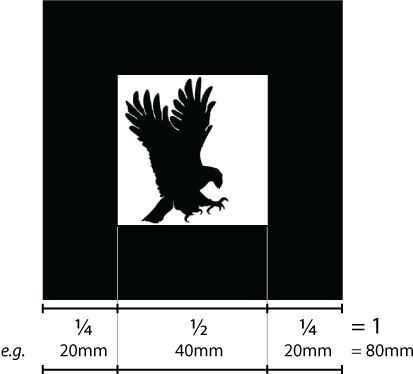 ¼ ½ ¼ = 1
e.g. 20mm 40mm 20mm = 80mm